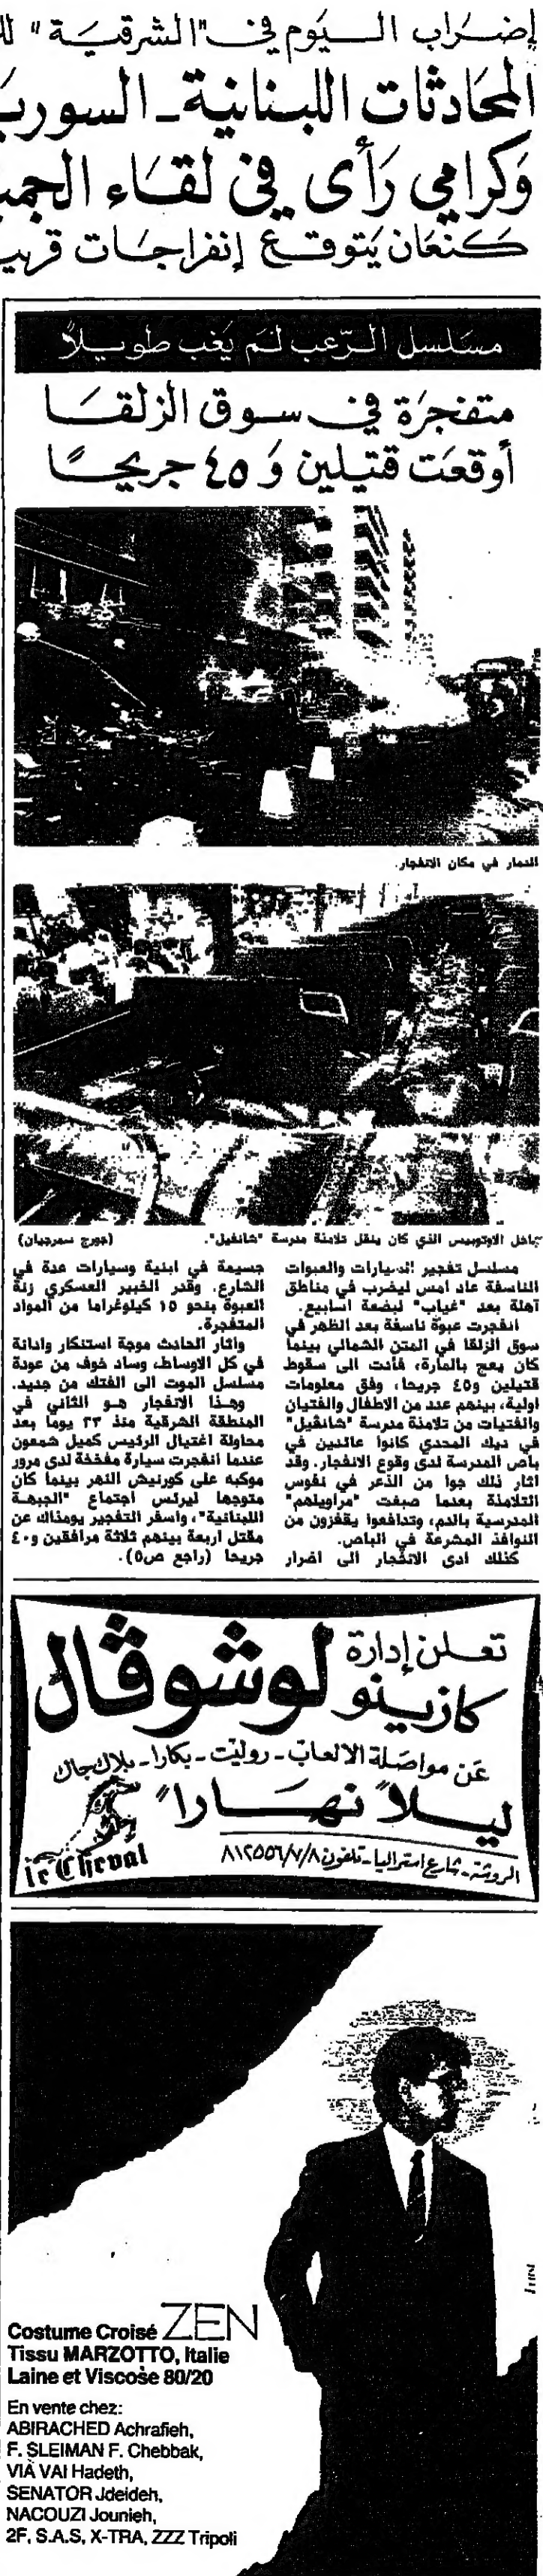 إضراب اليوم في "الشرقية"
المحادثات اللبنانية - السور
وكرامي رأى في لقاء الجم
كنعان يتوقع إنفراجات قر
مسلسل الرعب لم يغب طويلاً
متفجرة في سوق الزلقا
أوقعت قتيلين و ٤٥ جريحاً
الدمار في مكان الانفجار.
داخل الاوتوبيس الذي كان ينقل تلامذة مدرسة "شانفيل". (جورج سمرجيان)
مسلسل تفجير السيارات والعبوات
الناسفة عاد امس ليضرب في مناطق
آهلة بعد "غياب" لبضعة اسابيع.
انفجرت عبوة ناسفة بعد الظهر في
سوق الزلقا في المتن الشمالي بينما
كان يعج بالمارة، فأدت الى سقوط
قتيلين و٤٥ جريحا، وفق معلومات
اولية، بينهم عدد من الاطفال والفتيان
والفتيات من تلامذة مدرسة "شانڤيل"
في ديك المحدي كانوا عائدين في
باص المدرسة لدى وقوع الانفجار. وقد
اثار ذلك جوا من الذعر في نفوس
التلامذة بعدما صبغت "مراويلهم"
المدرسية بالدم، وتدافعوا يقفزون من
النوافذ المشرعة في الباص.
كذلك ادى الانفجار الى اضرار
جسيمة في ابنية وسيارات عدة في
الشارع. وقدر الخبير العسكري زنة
العبوة بنحو ١٥ كيلوغراما من المواد
المتفجرة.
وأثار الحادث موجة استنكار وادانة
في كل الاوساط، وساد خوف من عودة
مسلسل الموت الى الفتك من جديد.
وهذا الانفجار هو الثاني في
المنطقة الشرقية منذ ٢٣ يوما بعد
محاولة اغتيال الرئيس كميل شمعون
عندما انفجرت سيارة مفخخة لدى مرور
موكبه على كورنيش النهر بينما كان
متوجها ليرئس اجتماع "الجبهة
اللبنانية"، واسفر التفجير يومذاك عن
مقتل اربعة بينهم ثلاثة مرافقين و٤٠
جريحا (راجع ص٥).
تعلن إدارة
كازينو لوشوڤال
عن مواصلة الالعاب - روليت - بكارا - بلاك جاك
ليلاً نهاراً
le Cheval
الروشة - شارع استراليا - تلفون ٨١٢٥٥٦/٧/٨
Costume Croisé ZEN
Tissu MARZOTTO, Italie
Laine et Viscose 80/20
En vente chez:
ABIRACHED Achrafieh,
F. SLEIMAN F. Chebbak,
VIA VAI Hadeth,
SENATOR Jdeideh,
NACOUZI Jounieh,
2F, S.A.S, X-TRA, ZZZ Tripoli